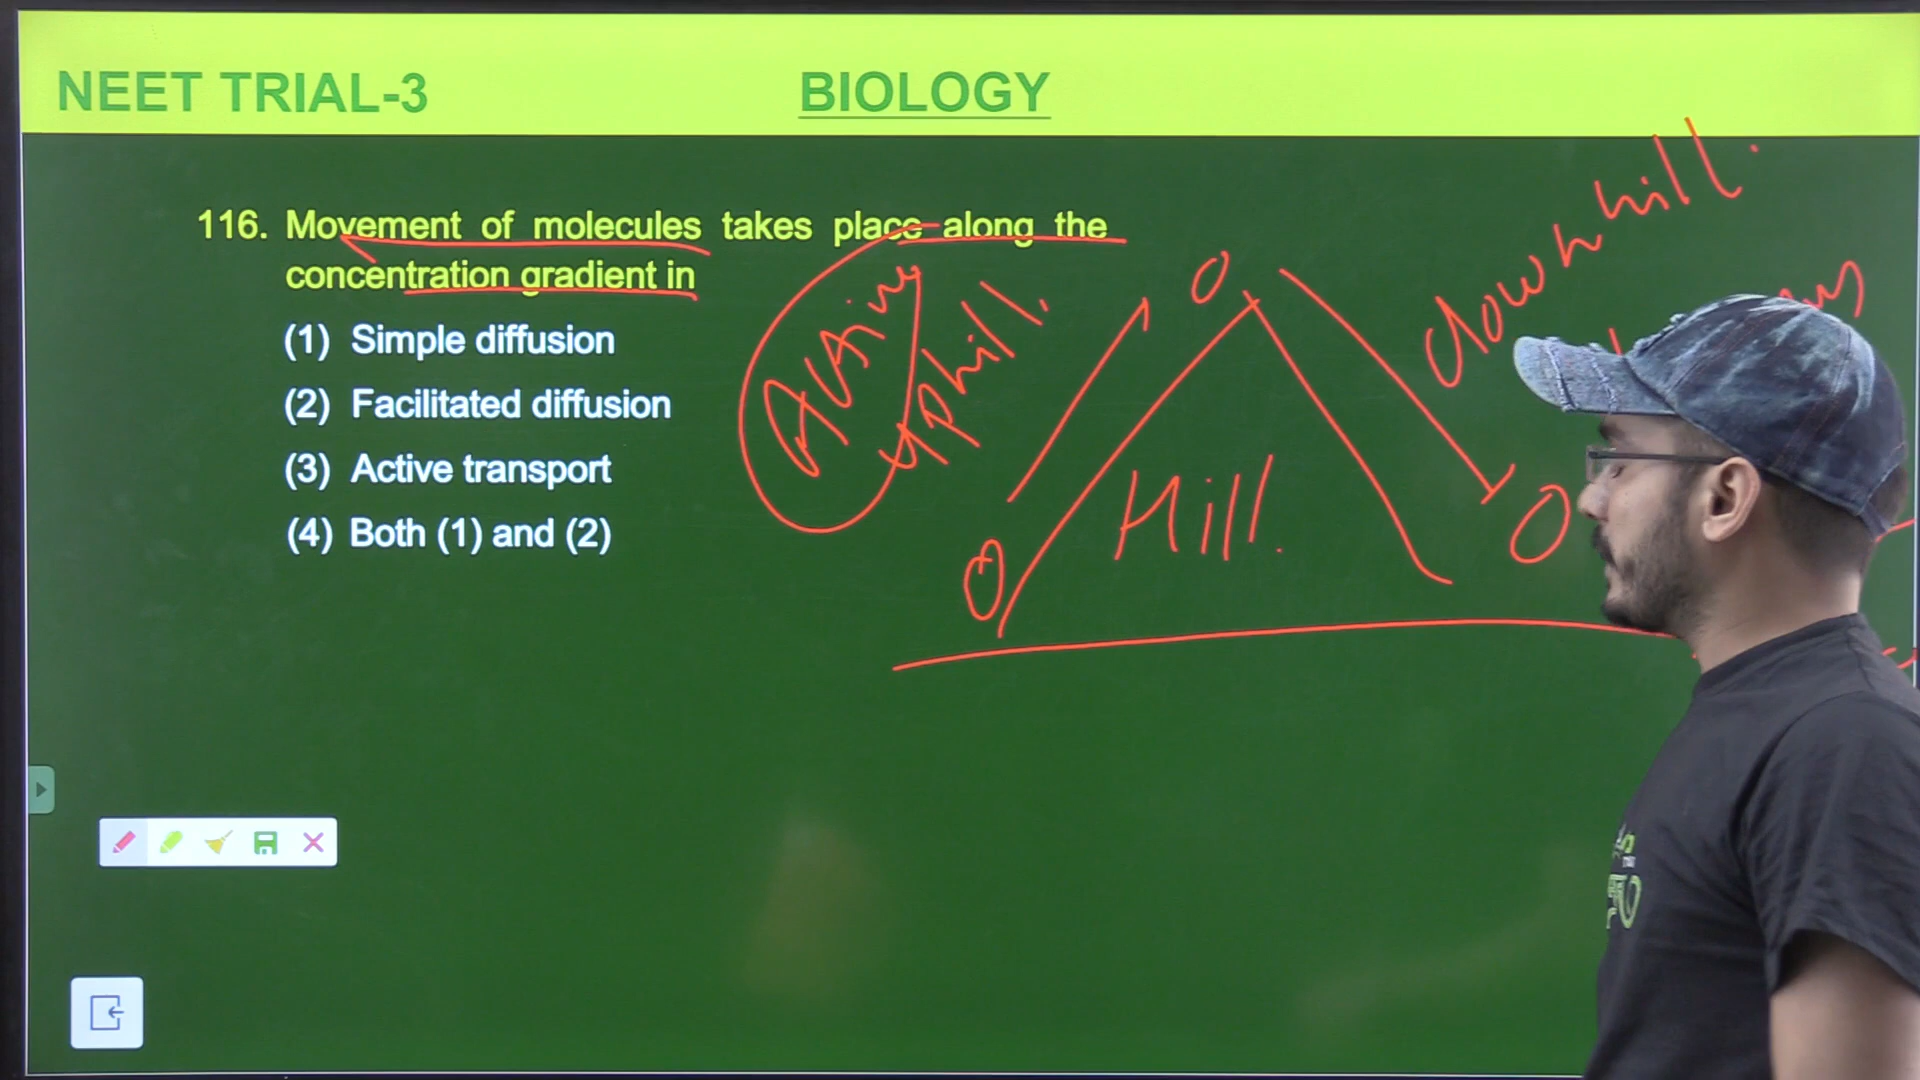 NEET TRIAL-3
BIOLOGY
116. Movement of molecules takes place along the
concentration gradient in
(1) Simple diffusion
(2) Facilitated diffusion
(3) Active transport
(4) Both (1) and (2)
Active
uphill.
Hill.
downhill.